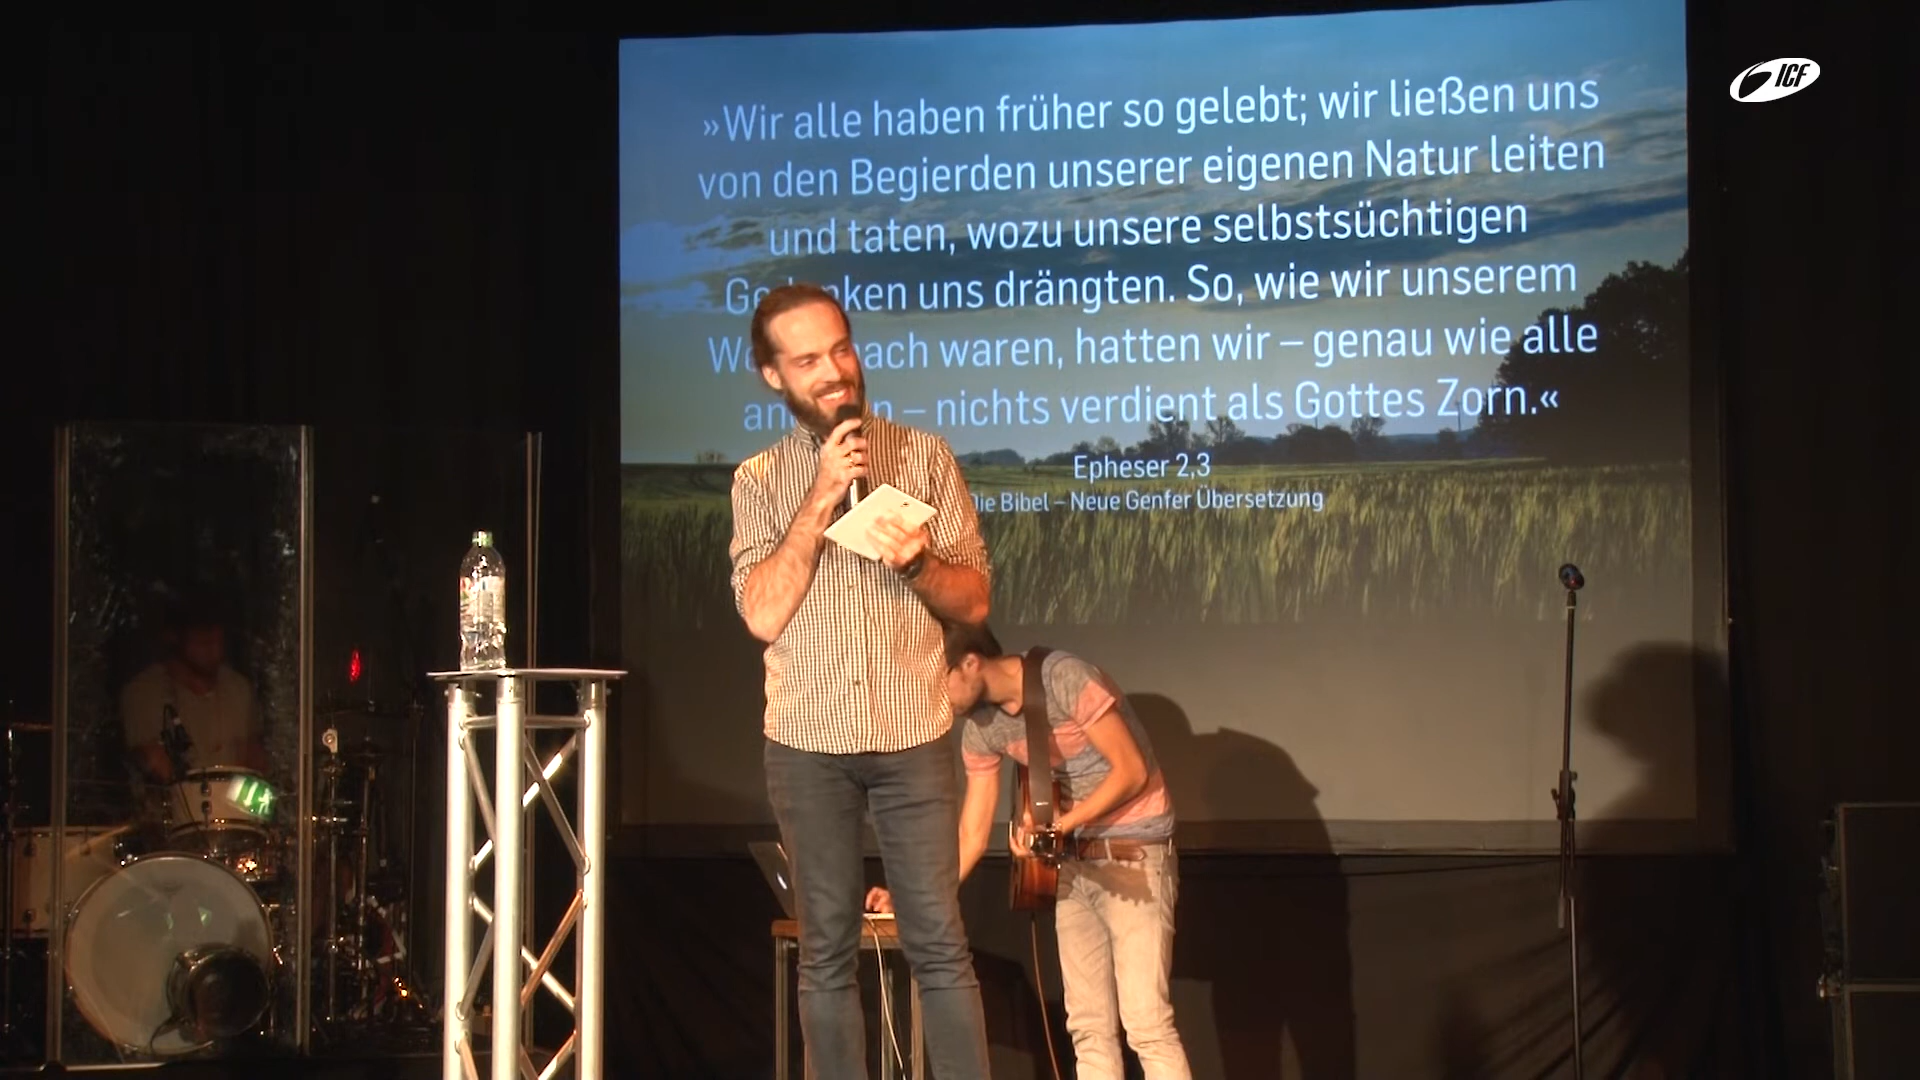 »Wir alle haben früher so gelebt; wir ließen uns
von den Begierden unserer eigenen Natur leiten
und taten, wozu unsere selbstsüchtigen
uns drängten. So, wie wir unserem
waren, hatten wir – genau wie alle
– nichts verdient als Gottes Zorn.«
Epheser 2,3
Die Bibel – Neue Genfer Übersetzung
ICF